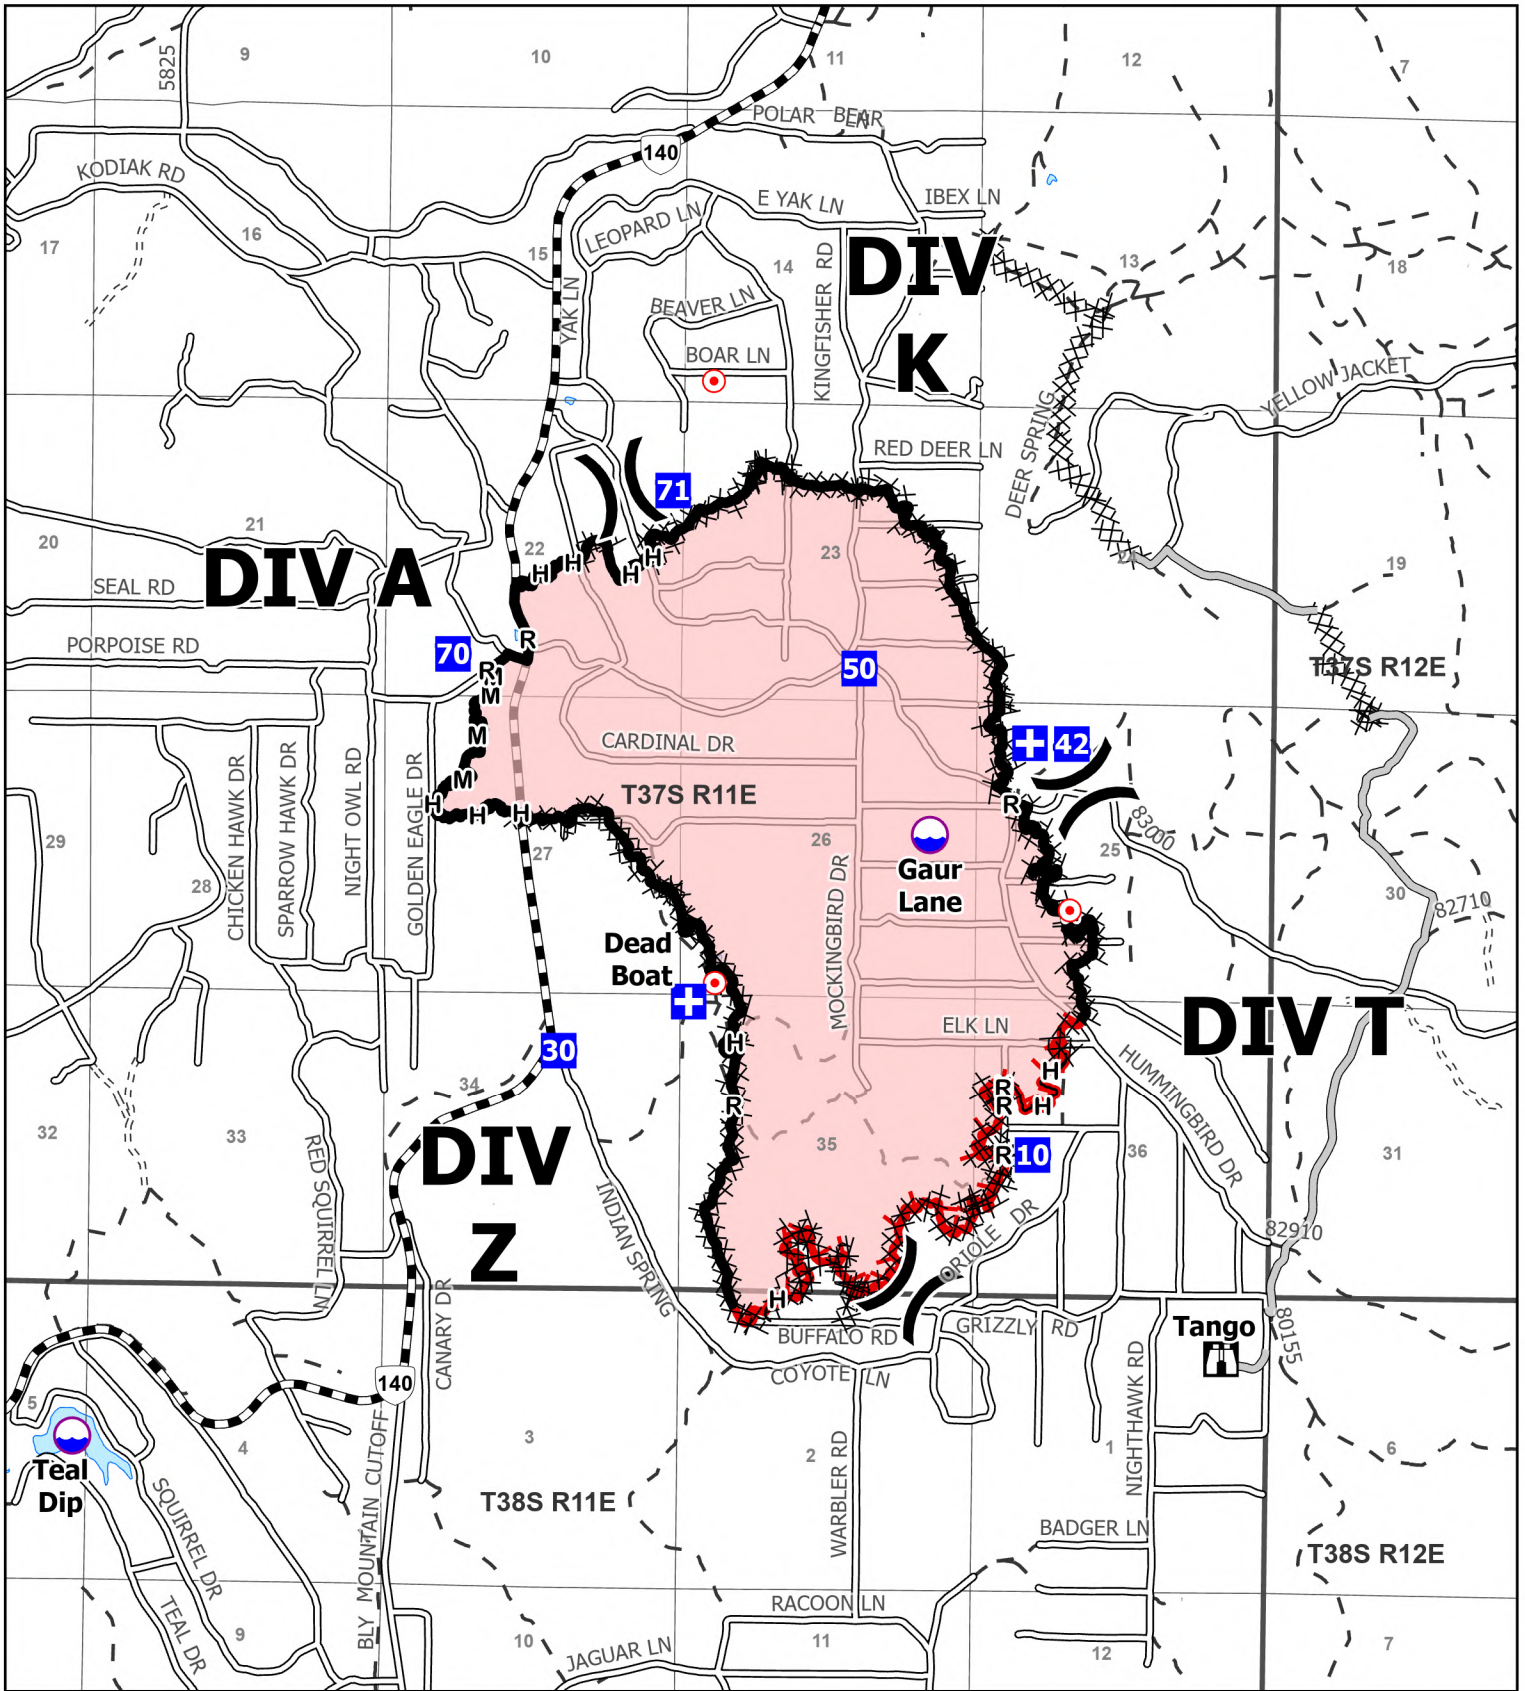 9
10
11
12
7
5825
POLAR BEAR
LN
140
KODIAK RD
17
16
15
14
13
18
LEOPARD LN
E YAK LN
IBEX LN
DIV
K
YAK LN
BEAVER LN
BOAR LN
KINGFISHER RD
YELLOW JACKET
DEER SPRING
RED DEER LN
71
20
21
22
23
24
19
DIV A
SEAL RD
PORPOISE RD
H
H
H
H
R
70
R
M
M
M
M
50
T37S R12E
CARDINAL DR
42
T37S R11E
H
H
H
R
83000
29
28
27
26
25
30
82710
CHICKEN HAWK DR
SPARROW HAWK DR
NIGHT OWL RD
GOLDEN EAGLE DR
MOCKINGBIRD DR
Gaur
Lane
Dead
Boat
DIV T
ELK LN
30
H
R
H
H
R
R
R
10
HUMMINGBIRD DR
34
32
33
35
36
31
DIV
Z
RED SQUIRREL LN
INDIAN SPRING
ORIOLE DR
82910
H
BUFFALO RD
GRIZZLY RD
COYOTE LN
CANARY DR
Tango
80155
140
5
4
3
2
1
6
Teal
Dip
SQUIRREL DR
TEAL DR
BLY MOUNTAIN CUTOFF
T38S R11E
WARBLER RD
NIGHTHAWK RD
BADGER LN
T38S R12E
RACOON LN
JAGUAR LN
9
10
11
12
7